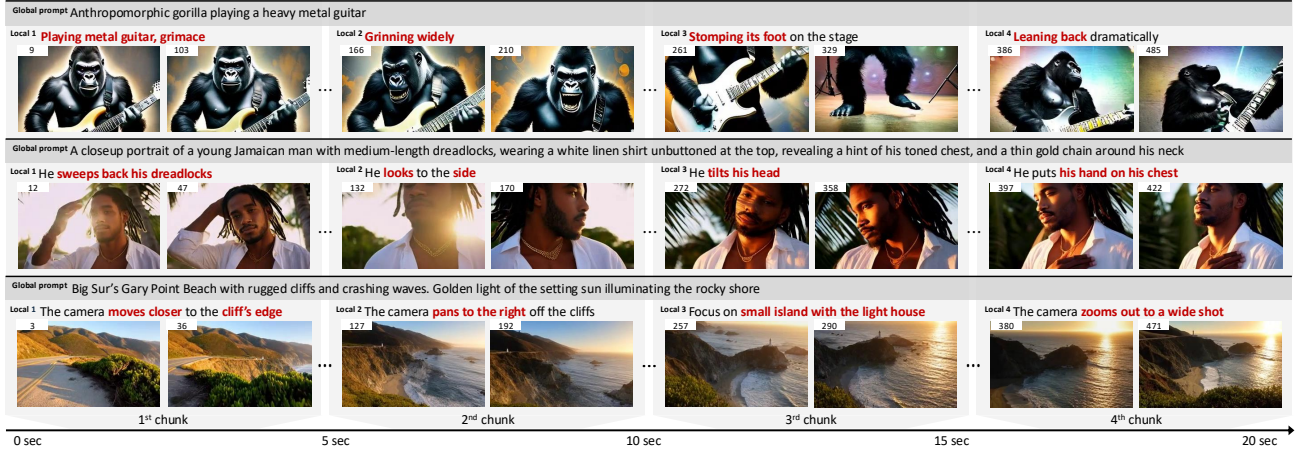 Global prompt Anthropomorphic gorilla playing a heavy metal guitar
Local 1 Playing metal guitar, grimace
Local 2 Grinning widely
Local 3 Stomping its foot on the stage
Local 4 Leaning back dramatically
9 103 ... 166 210 ... 261 329 ... 386 485
Global prompt A closeup portrait of a young Jamaican man with medium-length dreadlocks, wearing a white linen shirt unbuttoned at the top, revealing a hint of his toned chest, and a thin gold chain around his neck
Local 1 He sweeps back his dreadlocks
Local 2 He looks to the side
Local 3 He tilts his head
Local 4 He puts his hand on his chest
12 47 ... 132 170 ... 272 358 ... 397 422
Global prompt Big Sur's Gary Point Beach with rugged cliffs and crashing waves. Golden light of the setting sun illuminating the rocky shore
Local 1 The camera moves closer to the cliff's edge
Local 2 The camera pans to the right off the cliffs
Local 3 Focus on small island with the light house
Local 4 The camera zooms out to a wide shot
3 36 ... 127 192 ... 257 290 ... 380 471
1st chunk 2nd chunk 3rd chunk 4th chunk
0 sec 5 sec 10 sec 15 sec 20 sec